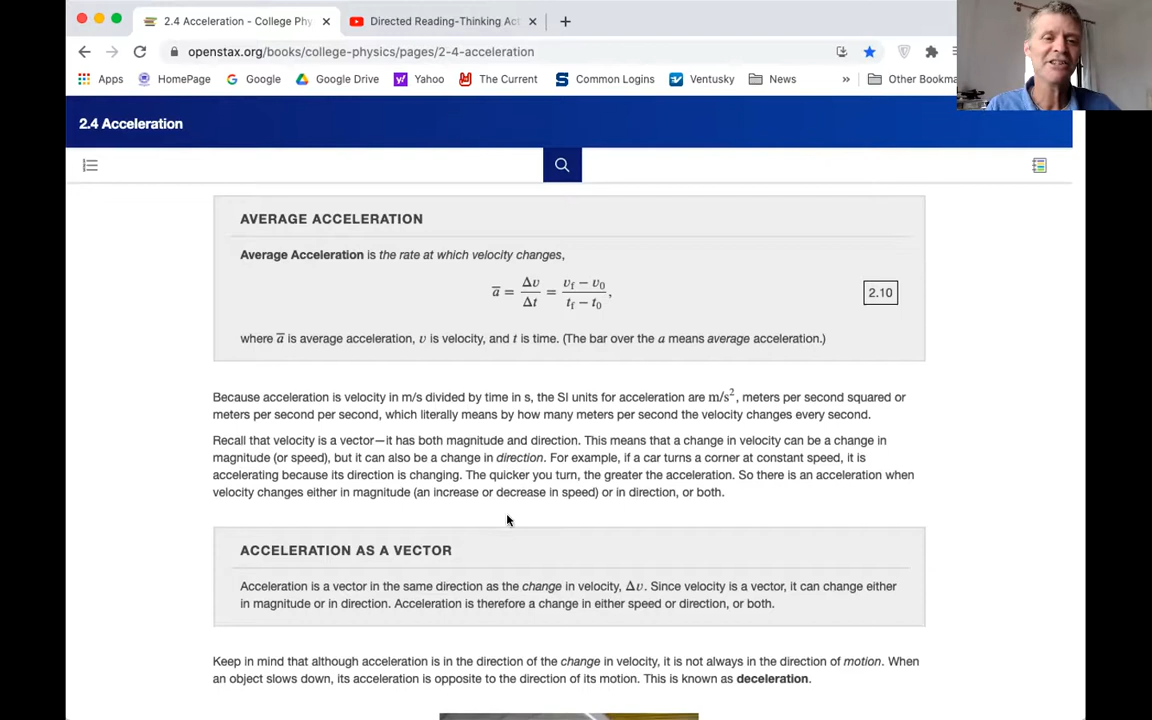 2.4 Acceleration - College Phy
Directed Reading-Thinking Act
openstax.org/books/college-physics/pages/2-4-acceleration
Apps HomePage Google Google Drive Yahoo The Current Common Logins Ventusky News » Other Bookma
2.4 Acceleration
AVERAGE ACCELERATION
Average Acceleration is the rate at which velocity changes,
a̅ = Δv/Δt = (v_f − v_0)/(t_f − t_0),
2.10
where a̅ is average acceleration, v is velocity, and t is time. (The bar over the a means average acceleration.)
Because acceleration is velocity in m/s divided by time in s, the SI units for acceleration are m/s², meters per second squared or
meters per second per second, which literally means by how many meters per second the velocity changes every second.
Recall that velocity is a vector—it has both magnitude and direction. This means that a change in velocity can be a change in
magnitude (or speed), but it can also be a change in direction. For example, if a car turns a corner at constant speed, it is
accelerating because its direction is changing. The quicker you turn, the greater the acceleration. So there is an acceleration when
velocity changes either in magnitude (an increase or decrease in speed) or in direction, or both.
ACCELERATION AS A VECTOR
Acceleration is a vector in the same direction as the change in velocity, Δv. Since velocity is a vector, it can change either
in magnitude or in direction. Acceleration is therefore a change in either speed or direction, or both.
Keep in mind that although acceleration is in the direction of the change in velocity, it is not always in the direction of motion. When
an object slows down, its acceleration is opposite to the direction of its motion. This is known as deceleration.